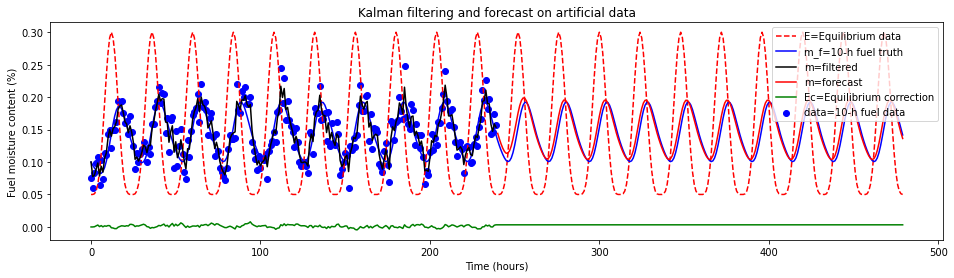 Kalman filtering and forecast on artificial data
Fuel moisture content (%)
0.30
0.25
0.20
0.15
0.10
0.05
0.00
E=Equilibrium data
m_f=10-h fuel truth
m=filtered
m=forecast
Ec=Equilibrium correction
data=10-h fuel data
0
100
200
300
400
500
Time (hours)